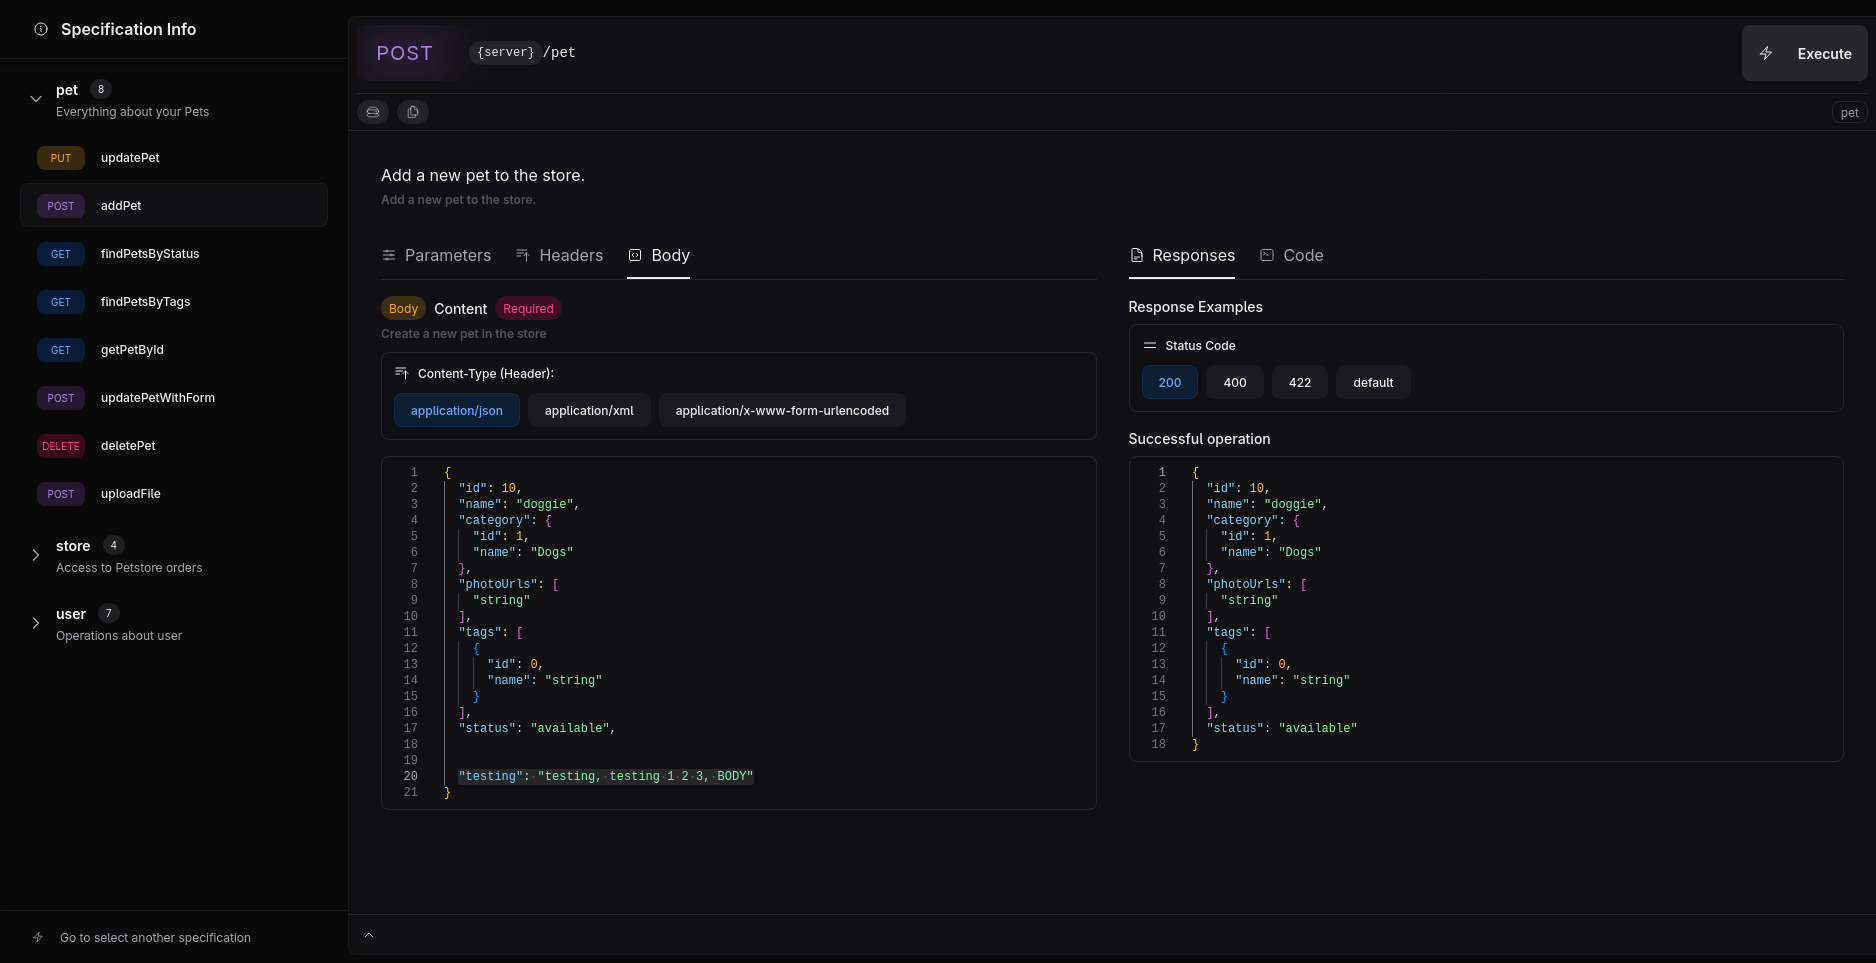 Specification Info
pet 8
Everything about your Pets
PUT updatePet
POST addPet
GET findPetsByStatus
GET findPetsByTags
GET getPetById
POST updatePetWithForm
DELETE deletePet
POST uploadFile
store 4
Access to Petstore orders
user 7
Operations about user
Go to select another specification
POST {server}/pet
Execute
pet
Add a new pet to the store.
Add a new pet to the store.
Parameters Headers Body
Body Content Required
Create a new pet in the store
Content-Type (Header):
application/json application/xml application/x-www-form-urlencoded
1 {
2 "id": 10,
3 "name": "doggie",
4 "category": {
5 "id": 1,
6 "name": "Dogs"
7 },
8 "photoUrls": [
9 "string"
10 ],
11 "tags": [
12 {
13 "id": 0,
14 "name": "string"
15 }
16 ],
17 "status": "available",
18
19
20 "testing": "testing, testing 1 2 3, BODY"
21 }
Responses Code
Response Examples
Status Code
200 400 422 default
Successful operation
1 {
2 "id": 10,
3 "name": "doggie",
4 "category": {
5 "id": 1,
6 "name": "Dogs"
7 },
8 "photoUrls": [
9 "string"
10 ],
11 "tags": [
12 {
13 "id": 0,
14 "name": "string"
15 }
16 ],
17 "status": "available"
18 }